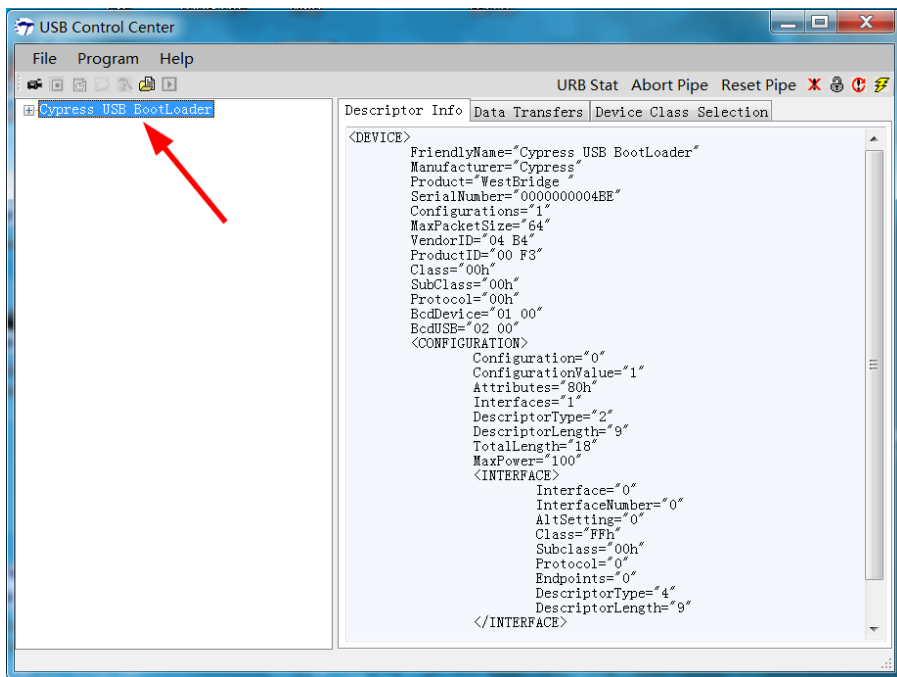 USB Control Center
File Program Help
URB Stat Abort Pipe Reset Pipe
Cypress USB BootLoader
Descriptor Info Data Transfers Device Class Selection
<DEVICE>
FriendlyName="Cypress USB BootLoader"
Manufacturer="Cypress"
Product="WestBridge "
SerialNumber="0000000004BE"
Configurations="1"
MaxPacketSize="64"
VendorID="04 B4"
ProductID="00 F3"
Class="00h"
SubClass="00h"
Protocol="00h"
BcdDevice="01 00"
BcdUSB="02 00"
<CONFIGURATION>
Configuration="0"
ConfigurationValue="1"
Attributes="80h"
Interfaces="1"
DescriptorType="2"
DescriptorLength="9"
TotalLength="18"
MaxPower="100"
<INTERFACE>
Interface="0"
InterfaceNumber="0"
AltSetting="0"
Class="FFh"
Subclass="00h"
Protocol="0"
Endpoints="0"
DescriptorType="4"
DescriptorLength="9"
</INTERFACE>